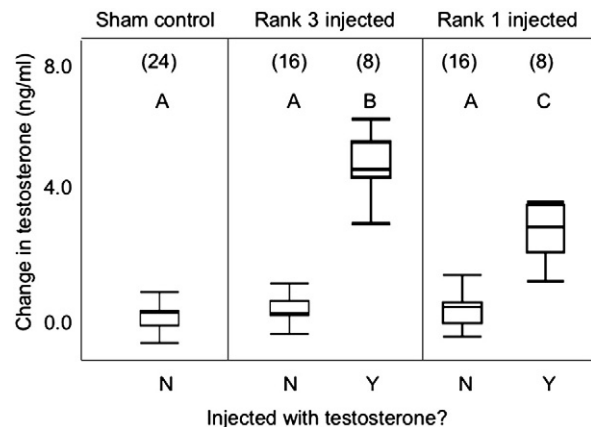 Sham control Rank 3 injected Rank 1 injected
8.0 (24) (16) (8) (16) (8)
A A B A C
Change in testosterone (ng/ml)
4.0
0.0
N N Y N Y
Injected with testosterone?